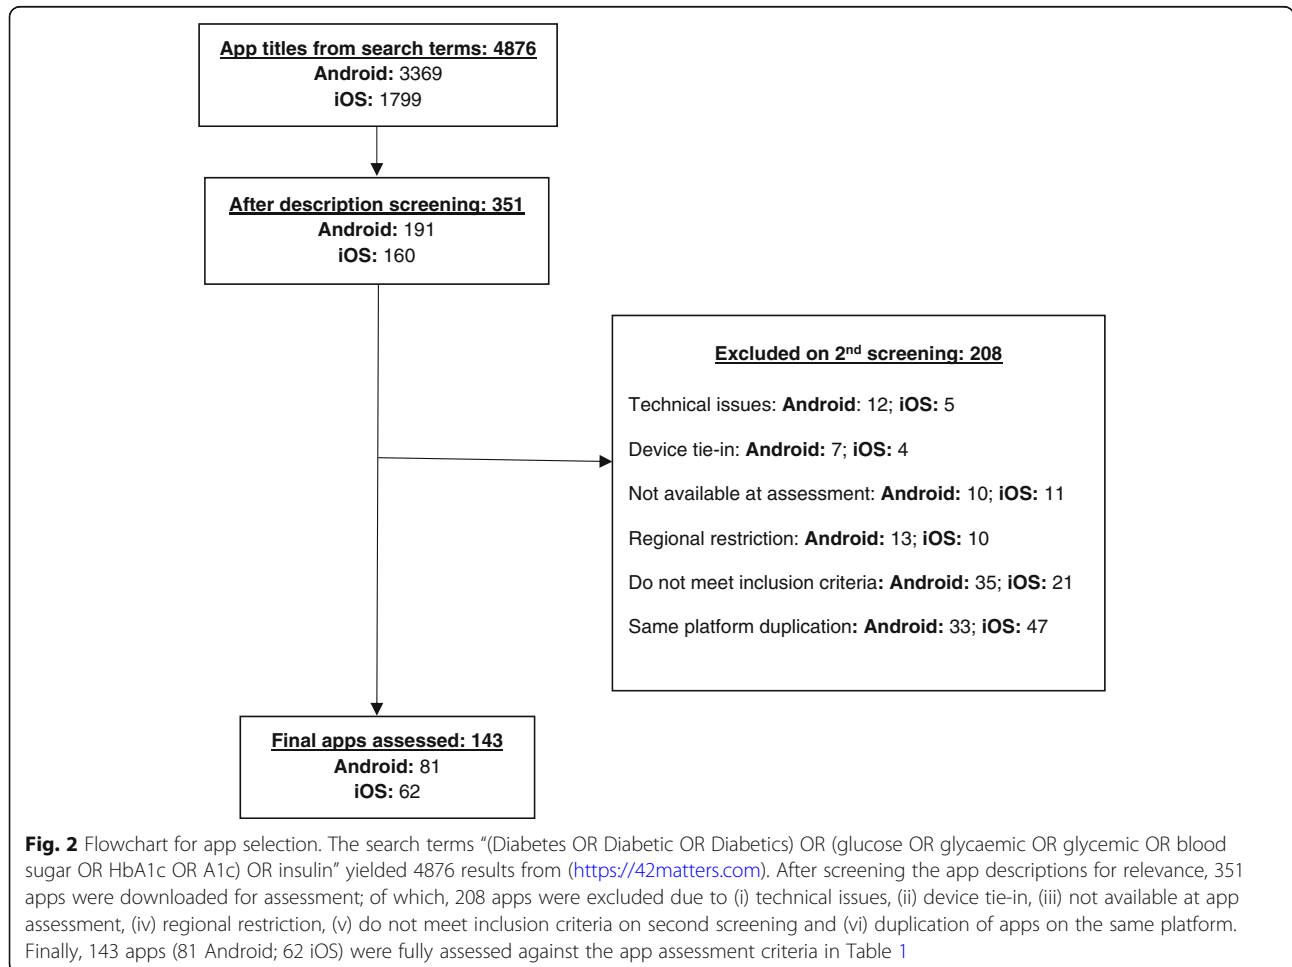 App titles from search terms: 4876
Android: 3369
iOS: 1799
After description screening: 351
Android: 191
iOS: 160
Excluded on 2nd screening: 208
Technical issues: Android: 12; iOS: 5
Device tie-in: Android: 7; iOS: 4
Not available at assessment: Android: 10; iOS: 11
Regional restriction: Android: 13; iOS: 10
Do not meet inclusion criteria: Android: 35; iOS: 21
Same platform duplication: Android: 33; iOS: 47
Final apps assessed: 143
Android: 81
iOS: 62
Fig. 2 Flowchart for app selection. The search terms “(Diabetes OR Diabetic OR Diabetics) OR (glucose OR glycaemic OR glycemic OR blood
sugar OR HbA1c OR A1c) OR insulin” yielded 4876 results from (https://42matters.com). After screening the app descriptions for relevance, 351
apps were downloaded for assessment; of which, 208 apps were excluded due to (i) technical issues, (ii) device tie-in, (iii) not available at app
assessment, (iv) regional restriction, (v) do not meet inclusion criteria on second screening and (vi) duplication of apps on the same platform.
Finally, 143 apps (81 Android; 62 iOS) were fully assessed against the app assessment criteria in Table 1